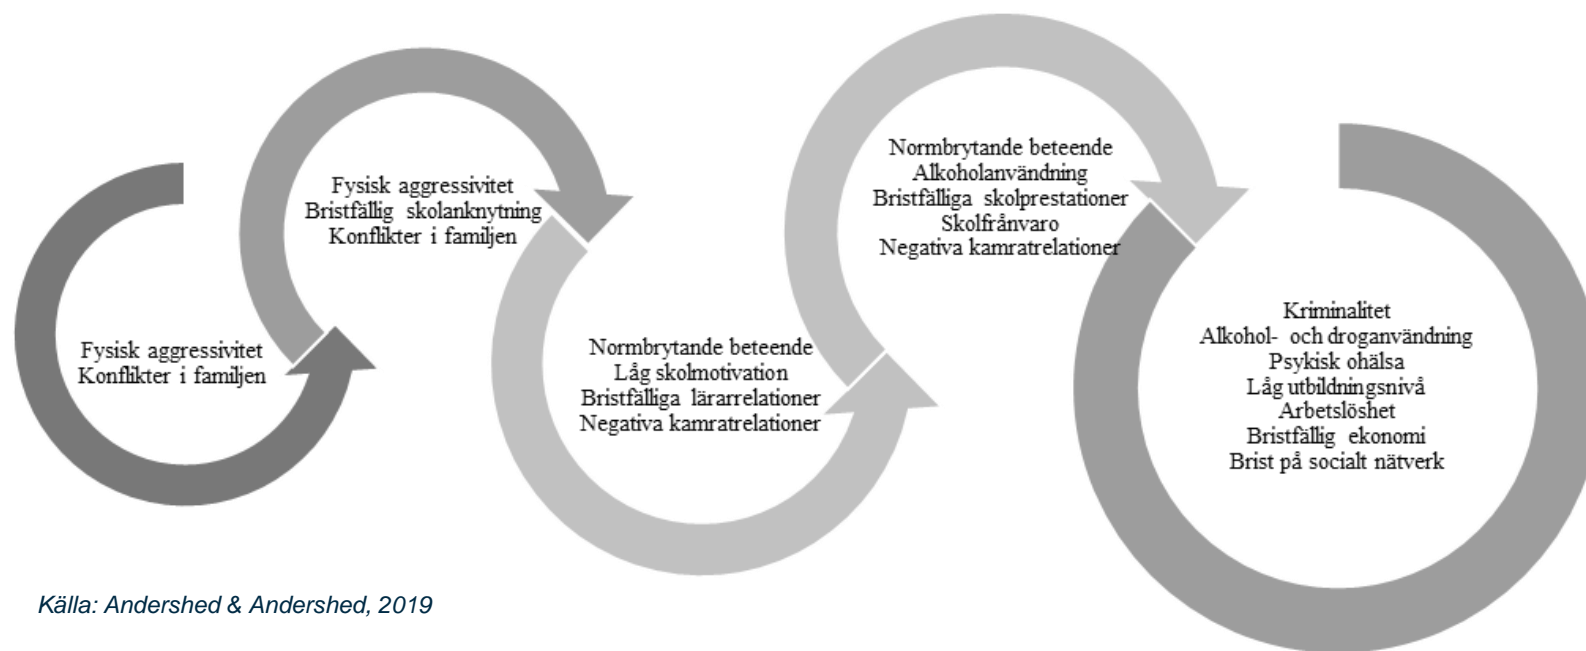 Fysisk aggressivitet
Konflikter i familjen
Fysisk aggressivitet
Bristfällig skolanknytning
Konflikter i familjen
Normbrytande beteende
Låg skolmotivation
Bristfälliga lärarrelationer
Negativa kamratrelationer
Normbrytande beteende
Alkoholanvändning
Bristfälliga skolprestationer
Skolfrånvaro
Negativa kamratrelationer
Kriminalitet
Alkohol- och droganvändning
Psykisk ohälsa
Låg utbildningsnivå
Arbetslöshet
Bristfällig ekonomi
Brist på socialt nätverk
Källa: Andershed & Andershed, 2019